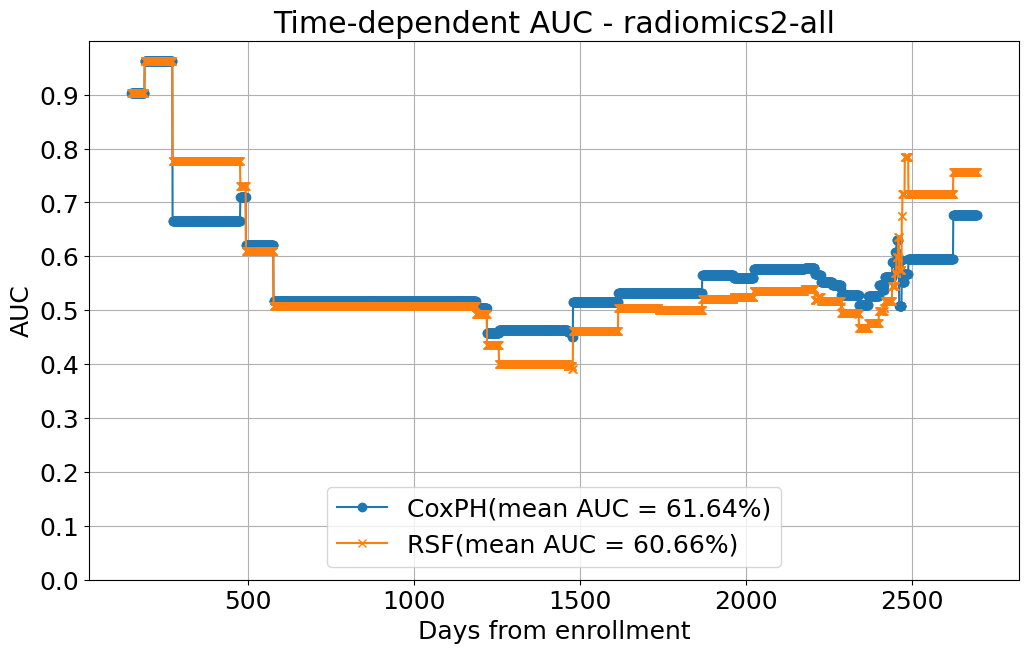 Time-dependent AUC - radiomics2-all
AUC
0.9
0.8
0.7
0.6
0.5
0.4
0.3
0.2
0.1
0.0
CoxPH(mean AUC = 61.64%)
RSF(mean AUC = 60.66%)
500 1000 1500 2000 2500
Days from enrollment